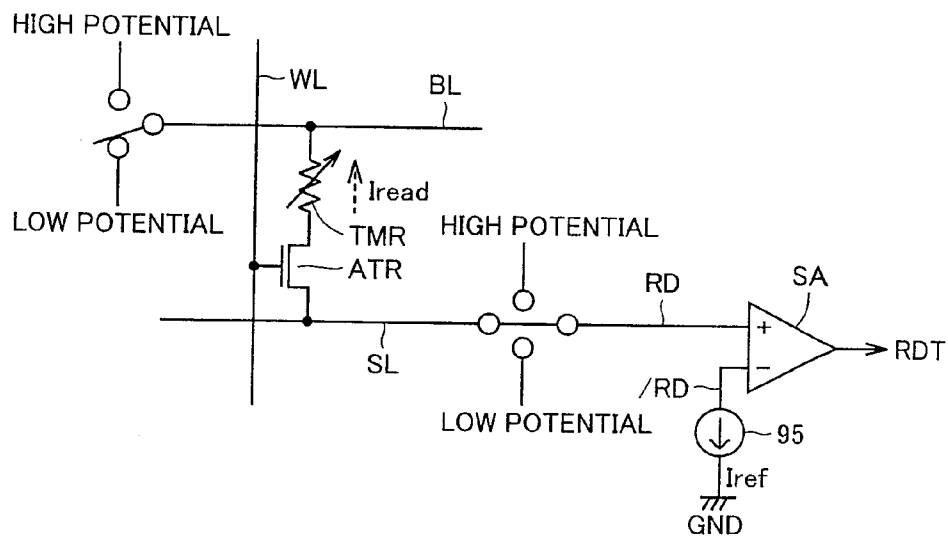 HIGH POTENTIAL
WL
BL
Iread
LOW POTENTIAL
TMR
HIGH POTENTIAL
ATR
RD
SA
+
RDT
SL
−
/RD
LOW POTENTIAL
95
Iref
GND